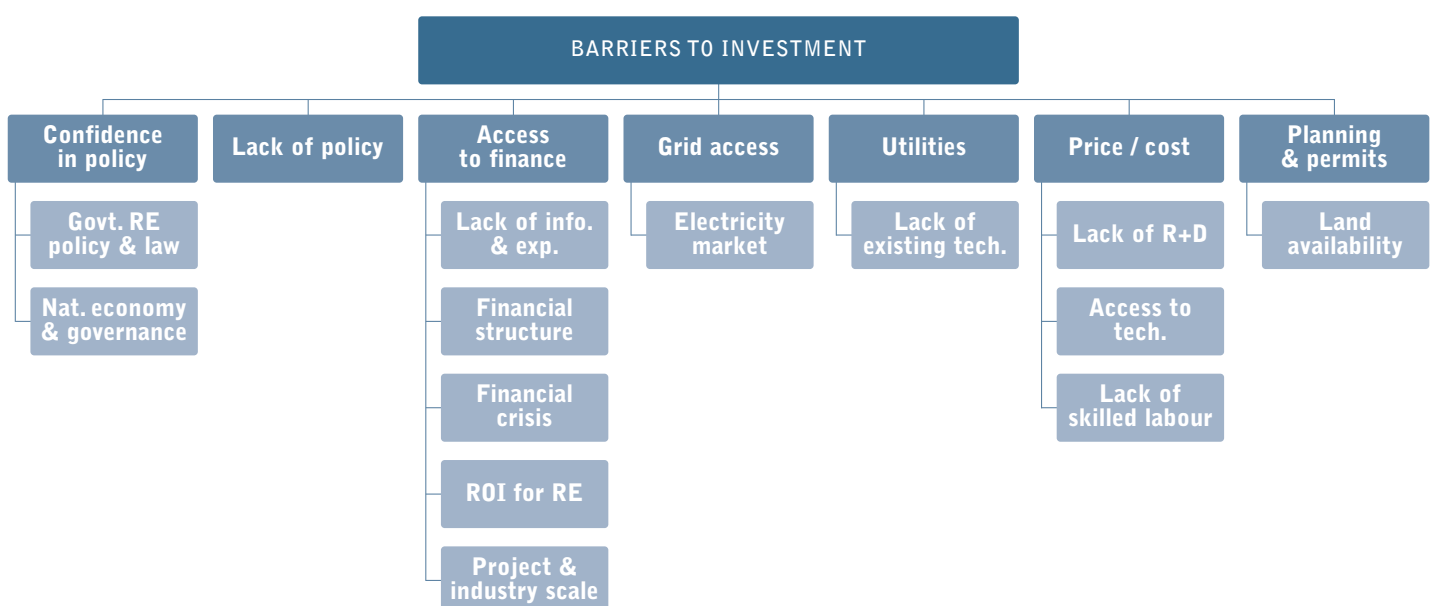 BARRIERS TO INVESTMENT
Confidence
in policy
Govt. RE
policy & law
Nat. economy
& governance
Lack of policy
Access
to finance
Lack of info.
& exp.
Financial
structure
Financial
crisis
ROI for RE
Project &
industry scale
Grid access
Electricity
market
Utilities
Lack of
existing tech.
Price / cost
Lack of R+D
Access to
tech.
Lack of
skilled labour
Planning
& permits
Land
availability